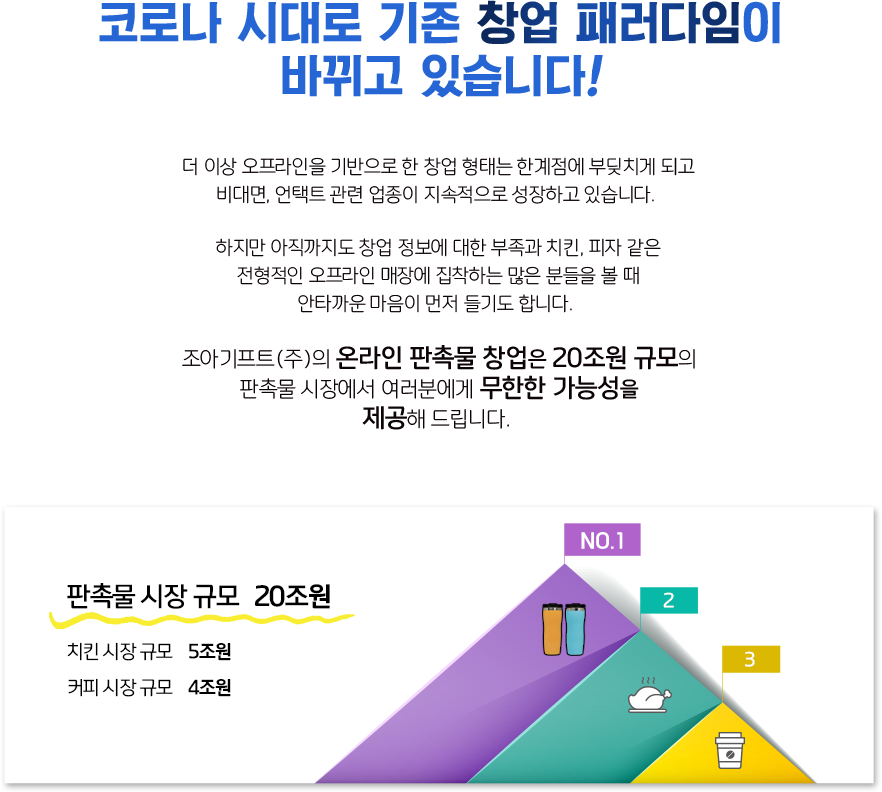 코로나 시대로 기존 창업 패러다임이
바뀌고 있습니다!
더 이상 오프라인을 기반으로 한 창업 형태는 한계점에 부딪치게 되고
비대면, 언택트 관련 업종이 지속적으로 성장하고 있습니다.
하지만 아직까지도 창업 정보에 대한 부족과 치킨, 피자 같은
전형적인 오프라인 매장에 집착하는 많은 분들을 볼 때
안타까운 마음이 먼저 들기도 합니다.
조아기프트(주)의 온라인 판촉물 창업은 20조원 규모의
판촉물 시장에서 여러분에게 무한한 가능성을
제공해 드립니다.
NO.1
판촉물 시장 규모 20조원
2
치킨 시장 규모 5조원
3
커피 시장 규모 4조원